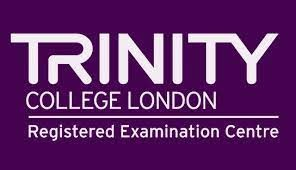 TRINITY
COLLEGE LONDON
Registered Examination Centre